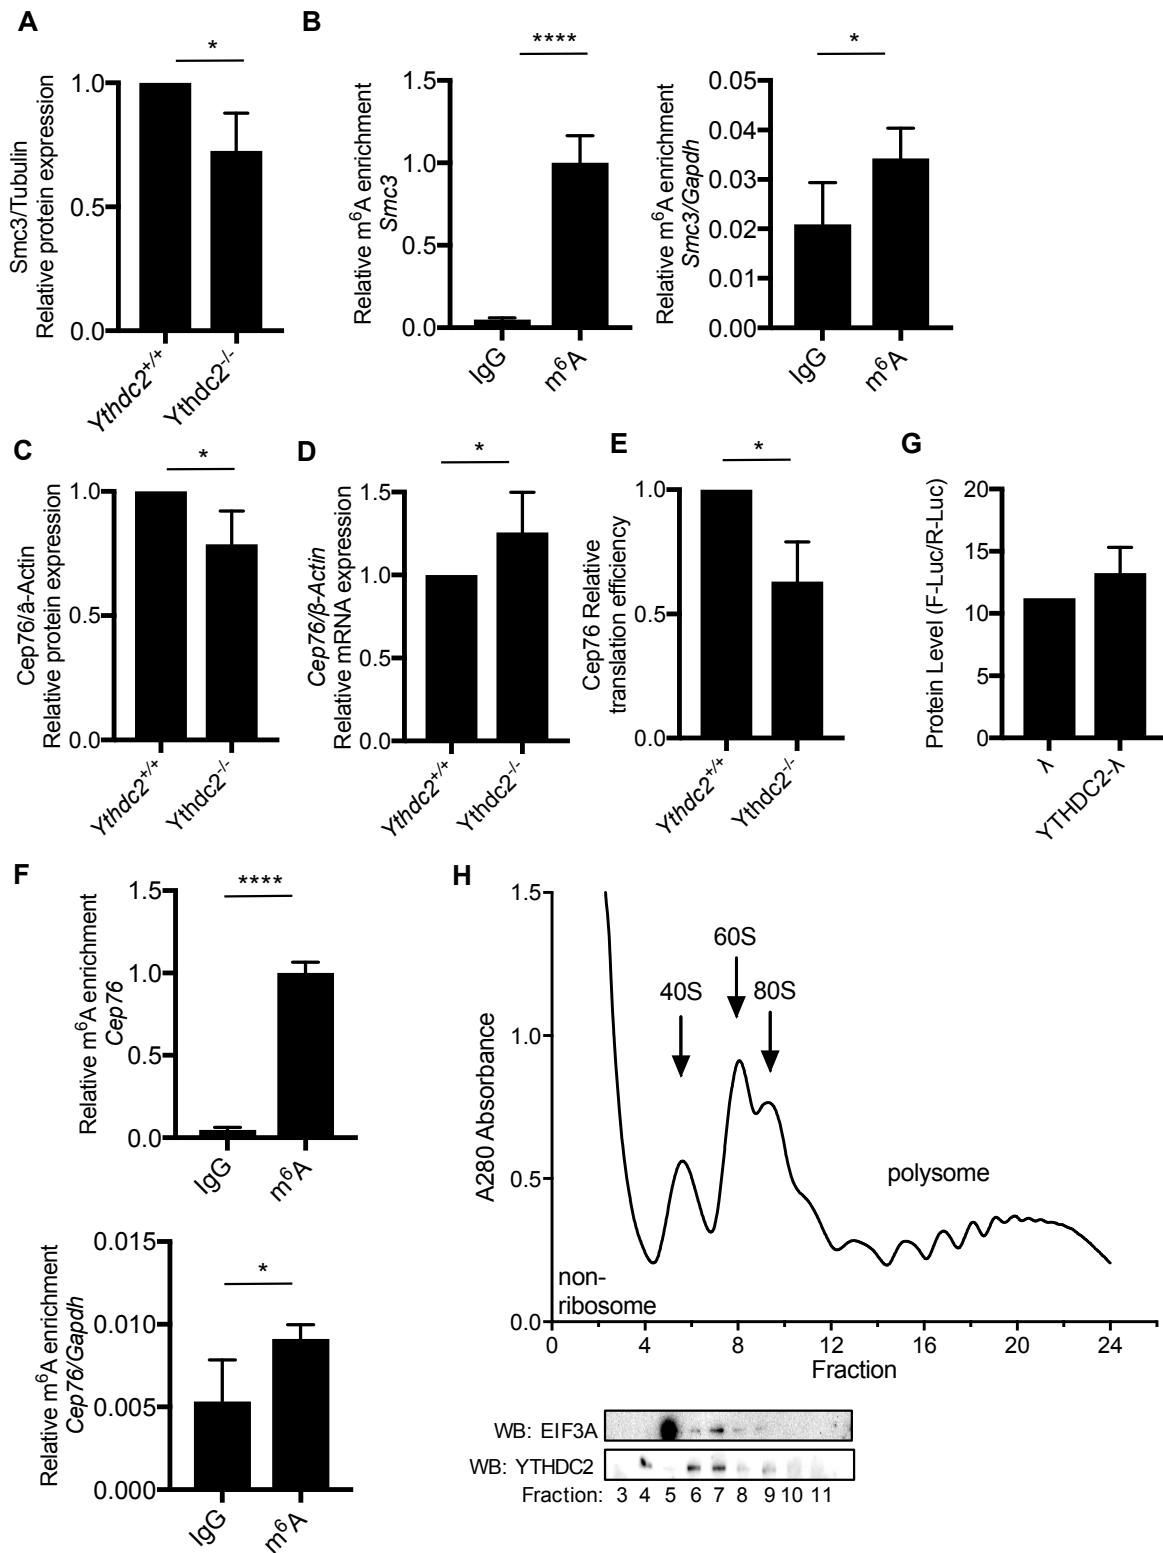 A
*
Smc3/Tubulin
Relative protein expression
1.0
0.5
0.0
Ythdc2+/+
Ythdc2-/-
B
****
Relative m6A enrichment
Smc3
1.5
1.0
0.5
0.0
IgG
m6A
*
Relative m6A enrichment
Smc3/Gapdh
0.05
0.04
0.03
0.02
0.01
0.00
IgG
m6A
C
*
Cep76/â-Actin
Relative protein expression
1.0
0.5
0.0
Ythdc2+/+
Ythdc2-/-
D
*
Cep76/β-Actin
Relative mRNA expression
1.5
1.0
0.5
0.0
Ythdc2+/+
Ythdc2-/-
E
*
Cep76 Relative
translation efficiency
1.0
0.5
0.0
Ythdc2+/+
Ythdc2-/-
G
Protein Level (F-Luc/R-Luc)
20
15
10
5
0
λ
YTHDC2-λ
F
****
Relative m6A enrichment
Cep76
1.5
1.0
0.5
0.0
IgG
m6A
*
Relative m6A enrichment
Cep76/Gapdh
0.015
0.010
0.005
0.000
IgG
m6A
H
A280 Absorbance
1.5
1.0
0.5
0.0
40S
60S
80S
polysome
non-
ribosome
0 4 8 12 16 20 24
Fraction
WB: EIF3A
WB: YTHDC2
Fraction: 3 4 5 6 7 8 9 10 11